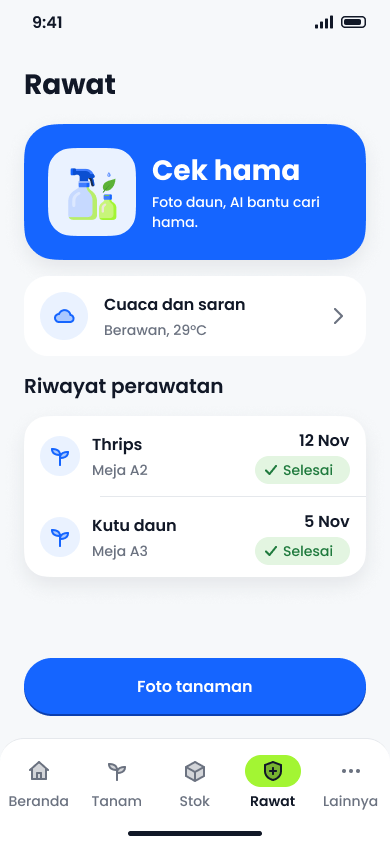 9:41
Rawat
Cek hama
Foto daun, AI bantu cari
hama.
Cuaca dan saran
Berawan, 29°C
Riwayat perawatan
Thrips
12 Nov
Meja A2
Selesai
Kutu daun
5 Nov
Meja A3
Selesai
Foto tanaman
Beranda
Tanam
Stok
Rawat
Lainnya